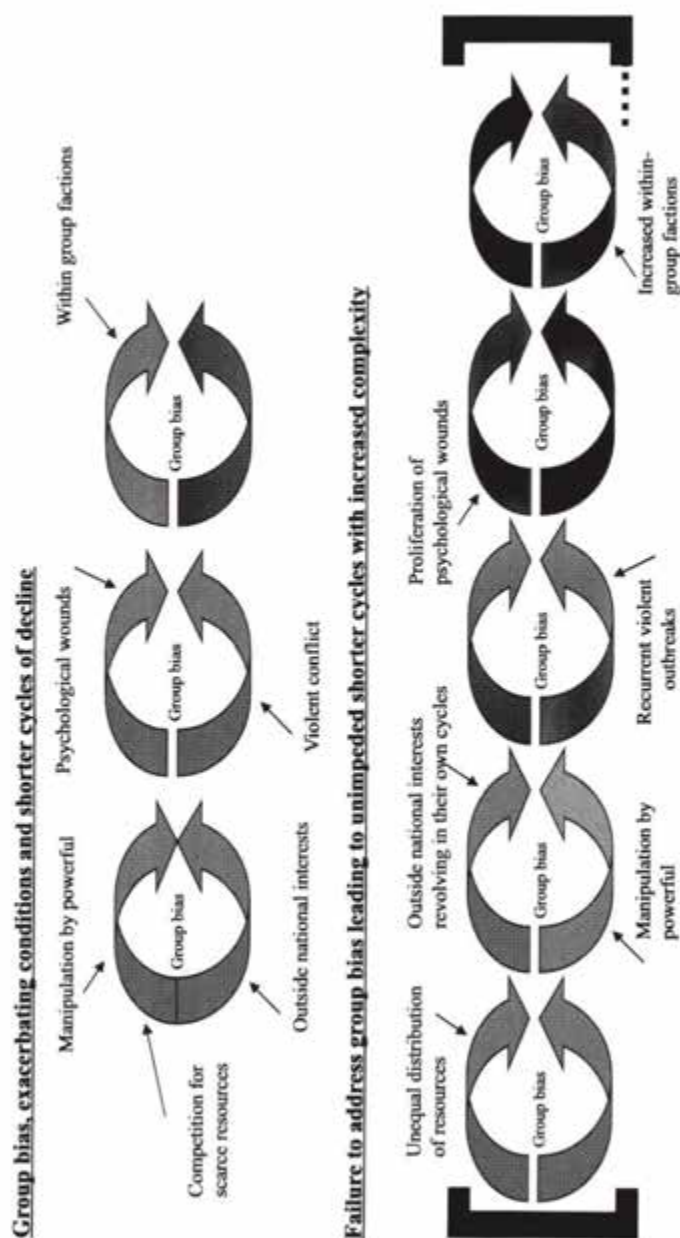 Group bias, exacerbating conditions and shorter cycles of decline
Manipulation by powerful
Psychological wounds
Within group factions
Competition for
scarce resources
Group bias
Group bias
Group bias
Outside national interests
Violent conflict
Failure to address group bias leading to unimpeded shorter cycles with increased complexity
Unequal distribution
of resources
Outside national interests
revolving in their own cycles
Proliferation of
psychological wounds
Group bias
Group bias
Group bias
Group bias
Group bias
Manipulation by
powerful
Recurrent violent
outbreaks
Increased within-
group factions